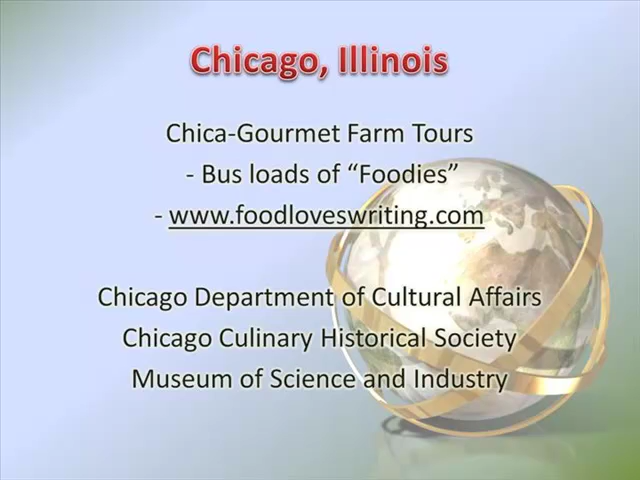 Chicago, Illinois
Chica-Gourmet Farm Tours
- Bus loads of “Foodies”
- www.foodloveswriting.com
Chicago Department of Cultural Affairs
Chicago Culinary Historical Society
Museum of Science and Industry